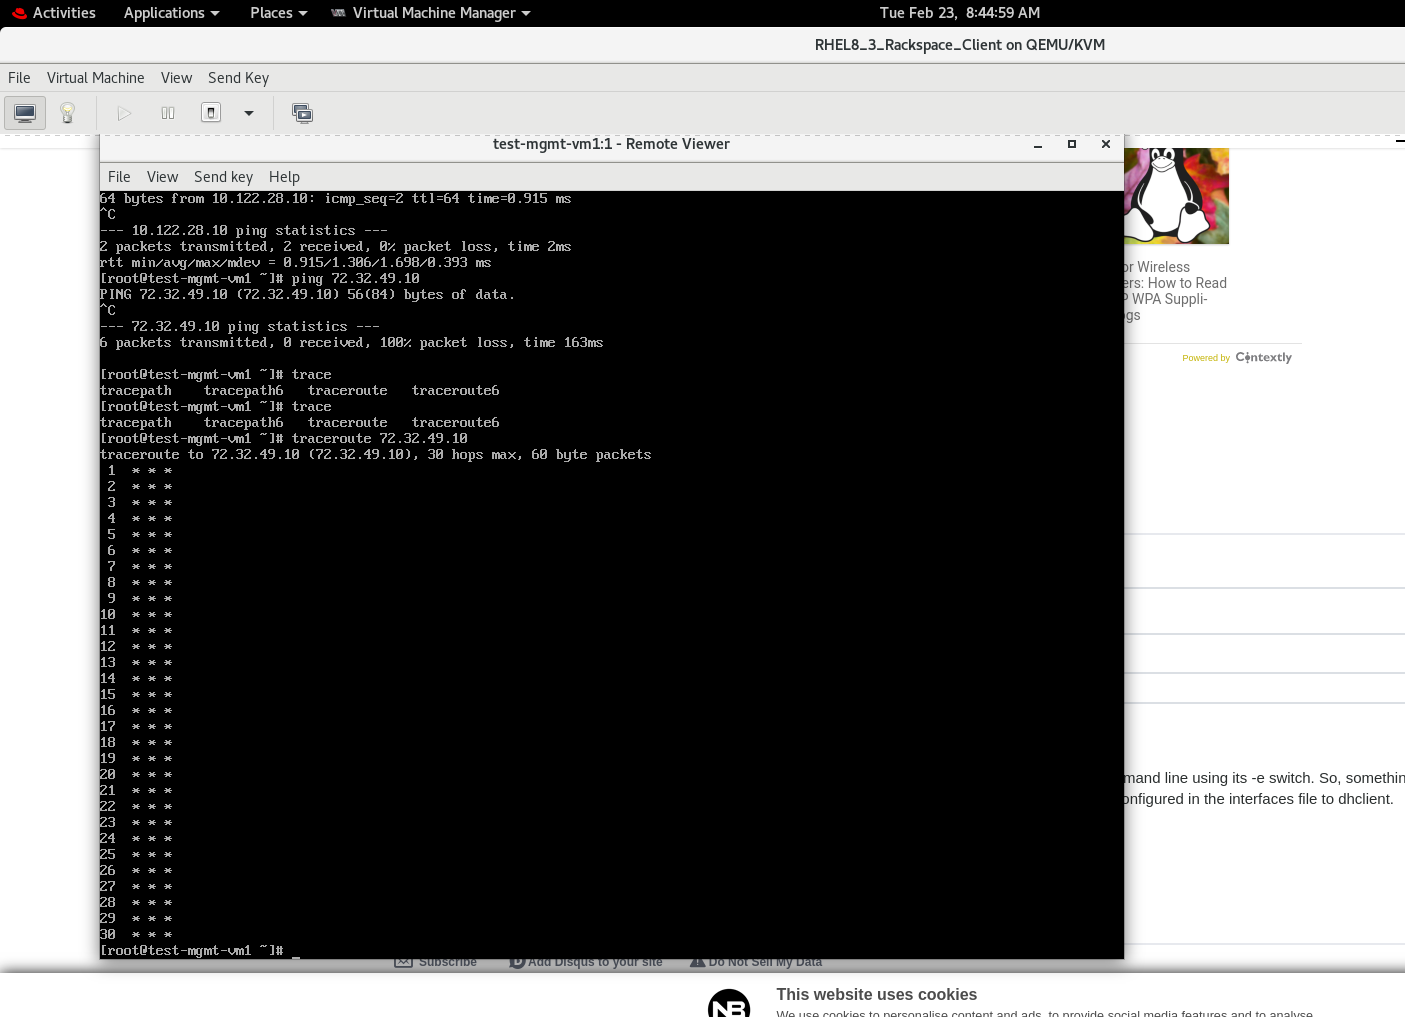 Activities Applications Places Virtual Machine Manager Tue Feb 23, 8:44:59 AM
RHEL8_3_Rackspace_Client on QEMU/KVM
File Virtual Machine View Send Key
test-mgmt-vm1:1 - Remote Viewer
File View Send key Help
64 bytes from 10.122.28.10: icmp_seq=2 ttl=64 time=0.915 ms
^C
--- 10.122.28.10 ping statistics ---
2 packets transmitted, 2 received, 0% packet loss, time 2ms
rtt min/avg/max/mdev = 0.915/1.306/1.698/0.393 ms
[root@test-mgmt-vm1 ~]# ping 72.32.49.10
PING 72.32.49.10 (72.32.49.10) 56(84) bytes of data.
^C
--- 72.32.49.10 ping statistics ---
6 packets transmitted, 0 received, 100% packet loss, time 163ms
[root@test-mgmt-vm1 ~]# trace
tracepath tracepath6 traceroute traceroute6
[root@test-mgmt-vm1 ~]# trace
tracepath tracepath6 traceroute traceroute6
[root@test-mgmt-vm1 ~]# traceroute 72.32.49.10
traceroute to 72.32.49.10 (72.32.49.10), 30 hops max, 60 byte packets
1 * * *
2 * * *
3 * * *
4 * * *
5 * * *
6 * * *
7 * * *
8 * * *
9 * * *
10 * * *
11 * * *
12 * * *
13 * * *
14 * * *
15 * * *
16 * * *
17 * * *
18 * * *
19 * * *
20 * * *
21 * * *
22 * * *
23 * * *
24 * * *
25 * * *
26 * * *
27 * * *
28 * * *
29 * * *
30 * * *
[root@test-mgmt-vm1 ~]# _
or Wireless
ers: How to Read
P WPA Suppli-
ogs
Powered by Contextly
mand line using its -e switch. So, somethin
onfigured in the interfaces file to dhclient.
Subscribe Add Disqus to your site Do Not Sell My Data
NB
This website uses cookies
We use cookies to personalise content and ads, to provide social media features and to analyse